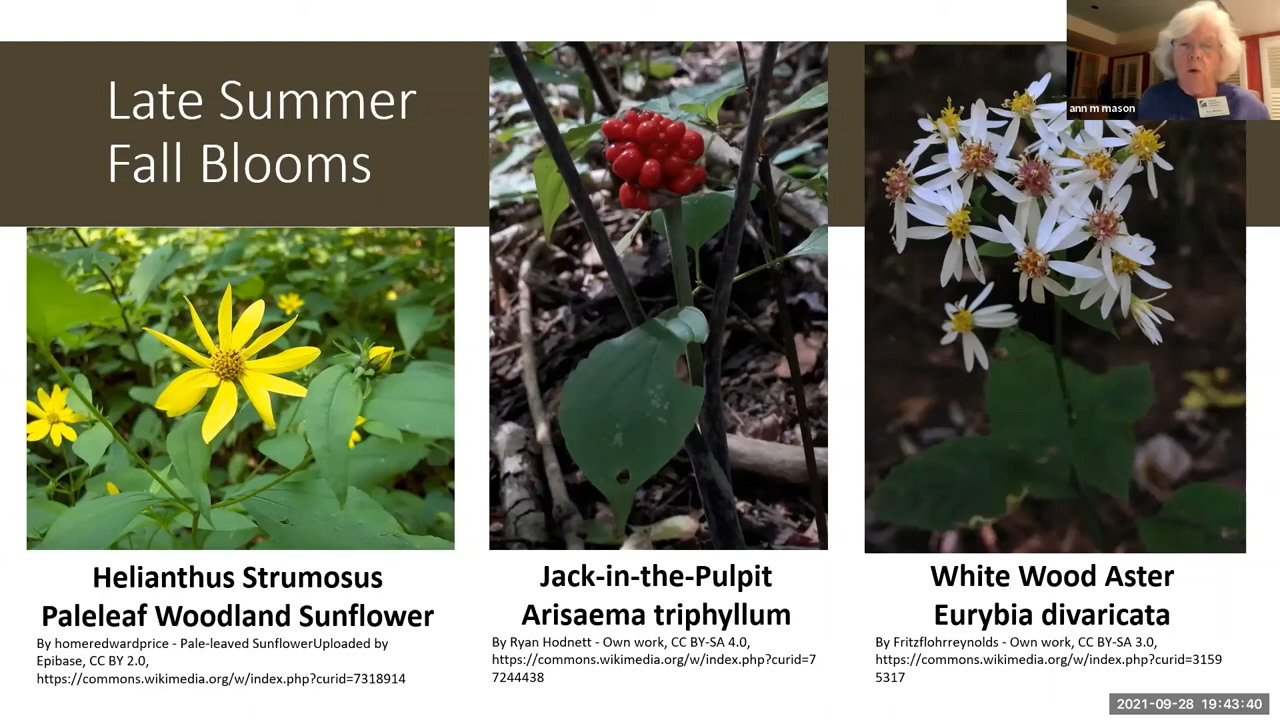 Late Summer
Fall Blooms
ann m mason
Helianthus Strumosus
Paleleaf Woodland Sunflower
By homeredwardprice - Pale-leaved SunflowerUploaded by
Epibase, CC BY 2.0,
https://commons.wikimedia.org/w/index.php?curid=7318914
Jack-in-the-Pulpit
Arisaema triphyllum
By Ryan Hodnett - Own work, CC BY-SA 4.0,
https://commons.wikimedia.org/w/index.php?curid=7
7244438
White Wood Aster
Eurybia divaricata
By Fritzflohrreynolds - Own work, CC BY-SA 3.0,
https://commons.wikimedia.org/w/index.php?curid=3159
5317
2021-09-28 19:43:40